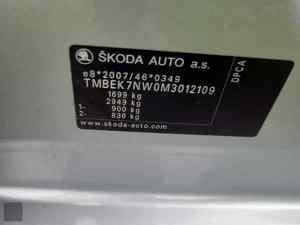 ŠKODA AUTO a.s.
e8*2007/46*0349
TMBEK7NW0M3012109
1699 kg
2949 kg
1- 900 kg
2- 830 kg
www.skoda-auto.com
DPCA